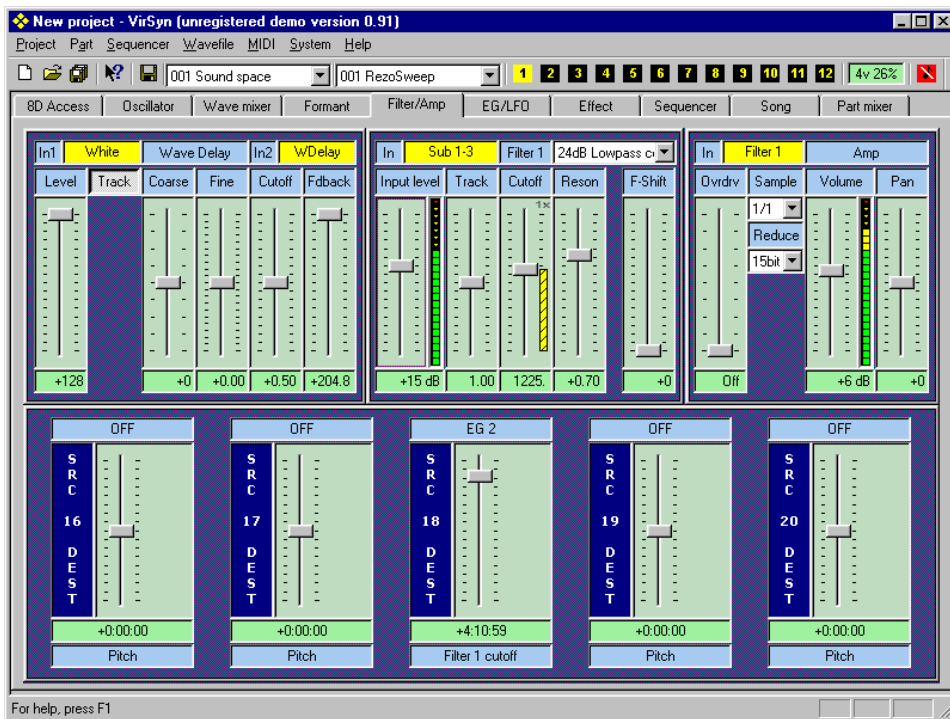 New project - VirSyn (unregistered demo version 0.91)
Project Part Sequencer Wavefile MIDI System Help
001 Sound space 001 RezoSweep 1 2 3 4 5 6 7 8 9 10 11 12 4v 26%
8D Access Oscillator Wave mixer Formant Filter/Amp EG/LFO Effect Sequencer Song Part mixer
In1 White Wave Delay In2 WDelay In Sub 1-3 Filter 1 24dB Lowpass In Filter 1 Amp
Level Track Coarse Fine Cutoff Fdback Input level Track Cutoff Reson F-Shift Ovrdrv Sample Volume Pan
1x 1/1
Reduce
15bit
+128 +0 +0.00 +0.50 +204.8 +15 dB 1.00 1225. +0.70 +0 Off +6 dB +0
OFF OFF EG 2 OFF OFF
SRC 16 DEST SRC 17 DEST SRC 18 DEST SRC 19 DEST SRC 20 DEST
+0:00:00 +0:00:00 +4:10:59 +0:00:00 +0:00:00
Pitch Pitch Filter 1 cutoff Pitch Pitch
For help, press F1